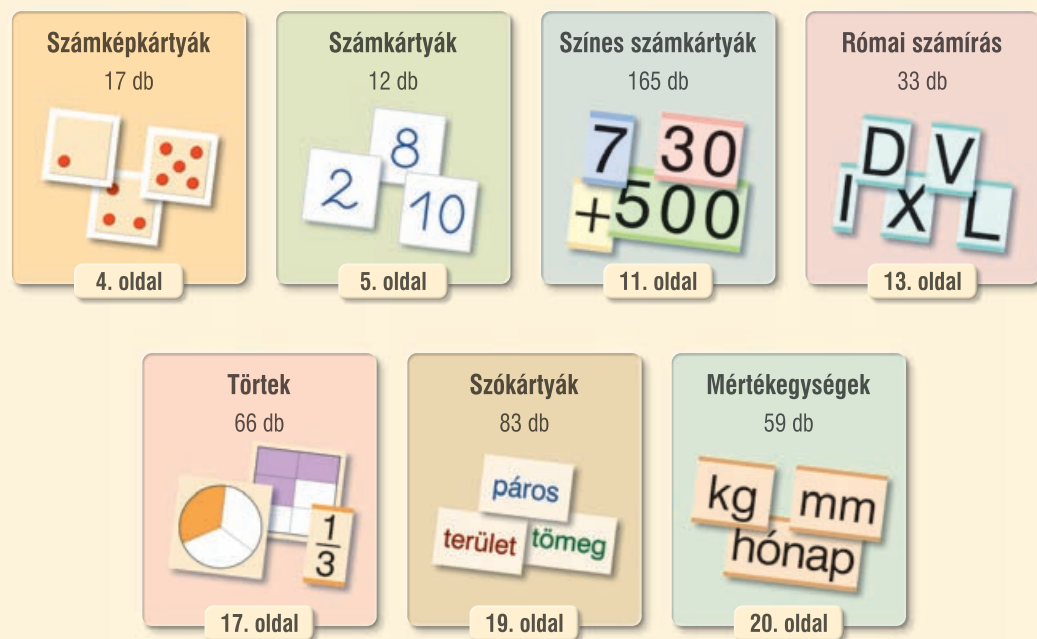 Számképkártyák
17 db
4. oldal
Számkártyák
12 db
8
2
10
5. oldal
Színes számkártyák
165 db
7 30
+500
11. oldal
Római számírás
33 db
D V
I X L
13. oldal
Törtek
66 db
1
3
17. oldal
Szókártyák
83 db
páros
terület tömeg
19. oldal
Mértékegységek
59 db
kg mm
hónap
20. oldal